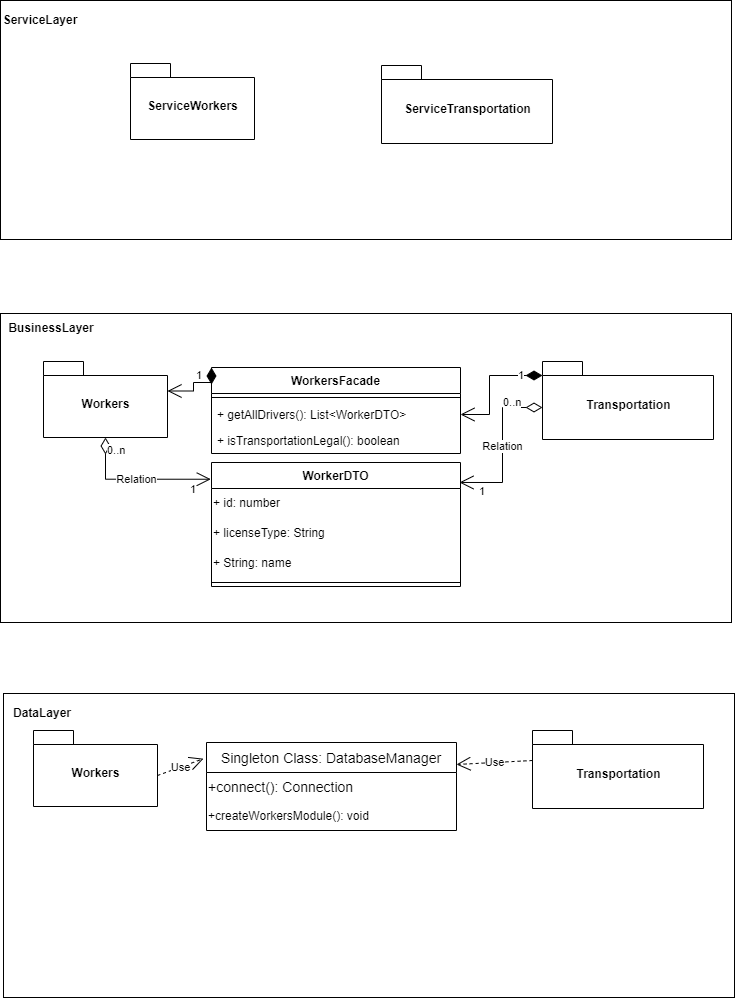 ServiceLayer
ServiceWorkers
ServiceTransportation
BusinessLayer
Workers
1
WorkersFacade
+ getAllDrivers(): List<WorkerDTO>
+ isTransportationLegal(): boolean
1
Transportation
0..n
0..n
Relation
Relation
1
1
WorkerDTO
+ id: number
+ licenseType: String
+ String: name
DataLayer
Workers
Use
Singleton Class: DatabaseManager
+connect(): Connection
+createWorkersModule(): void
Use
Transportation